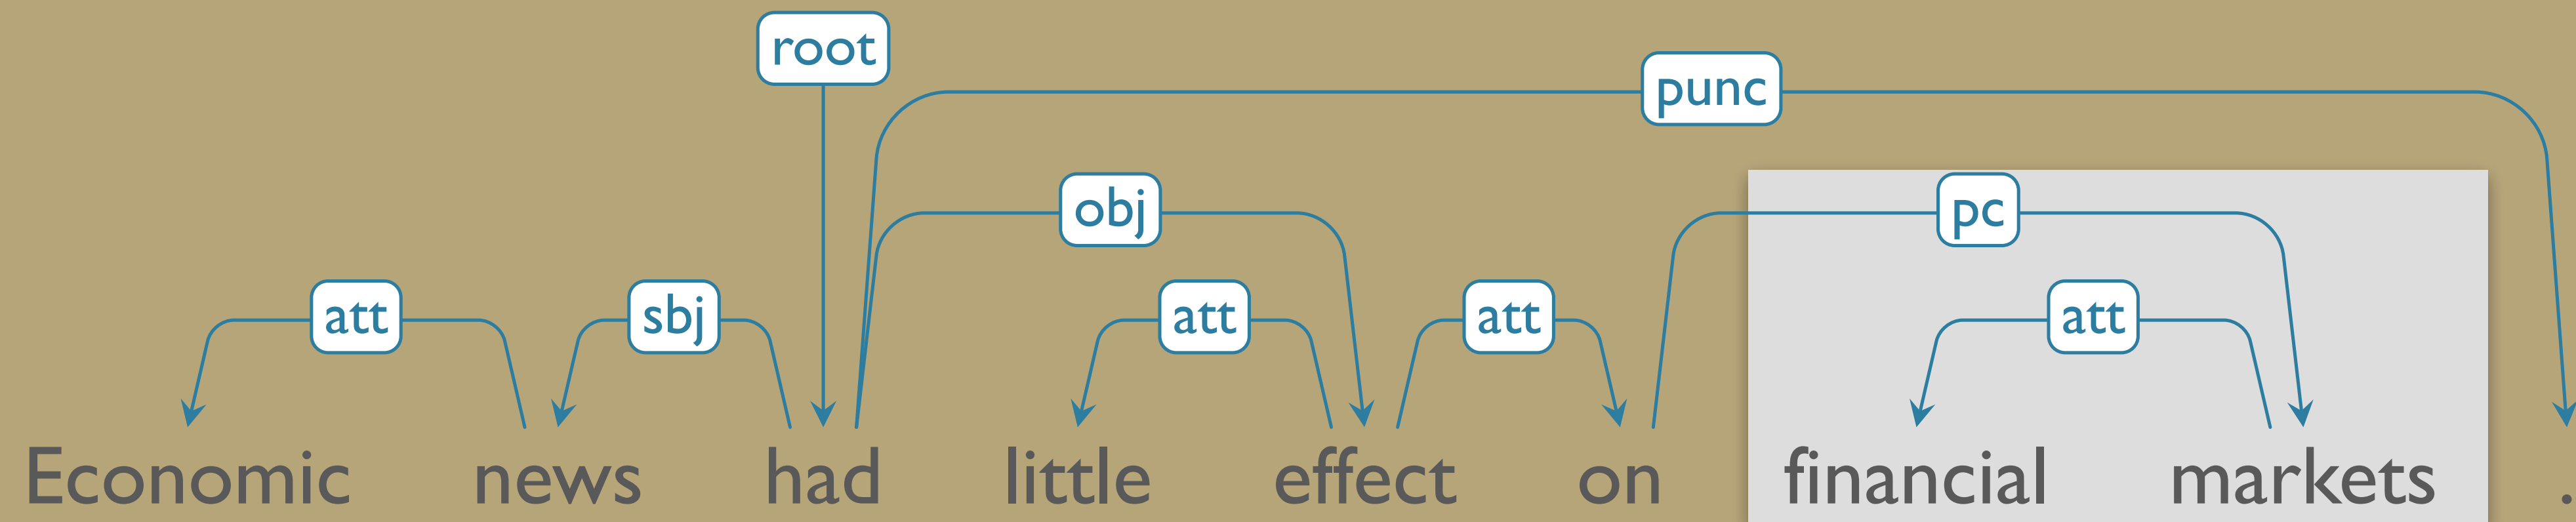 root
punc
obj pc
att sbj att att att
Economic news had little effect on financial markets .